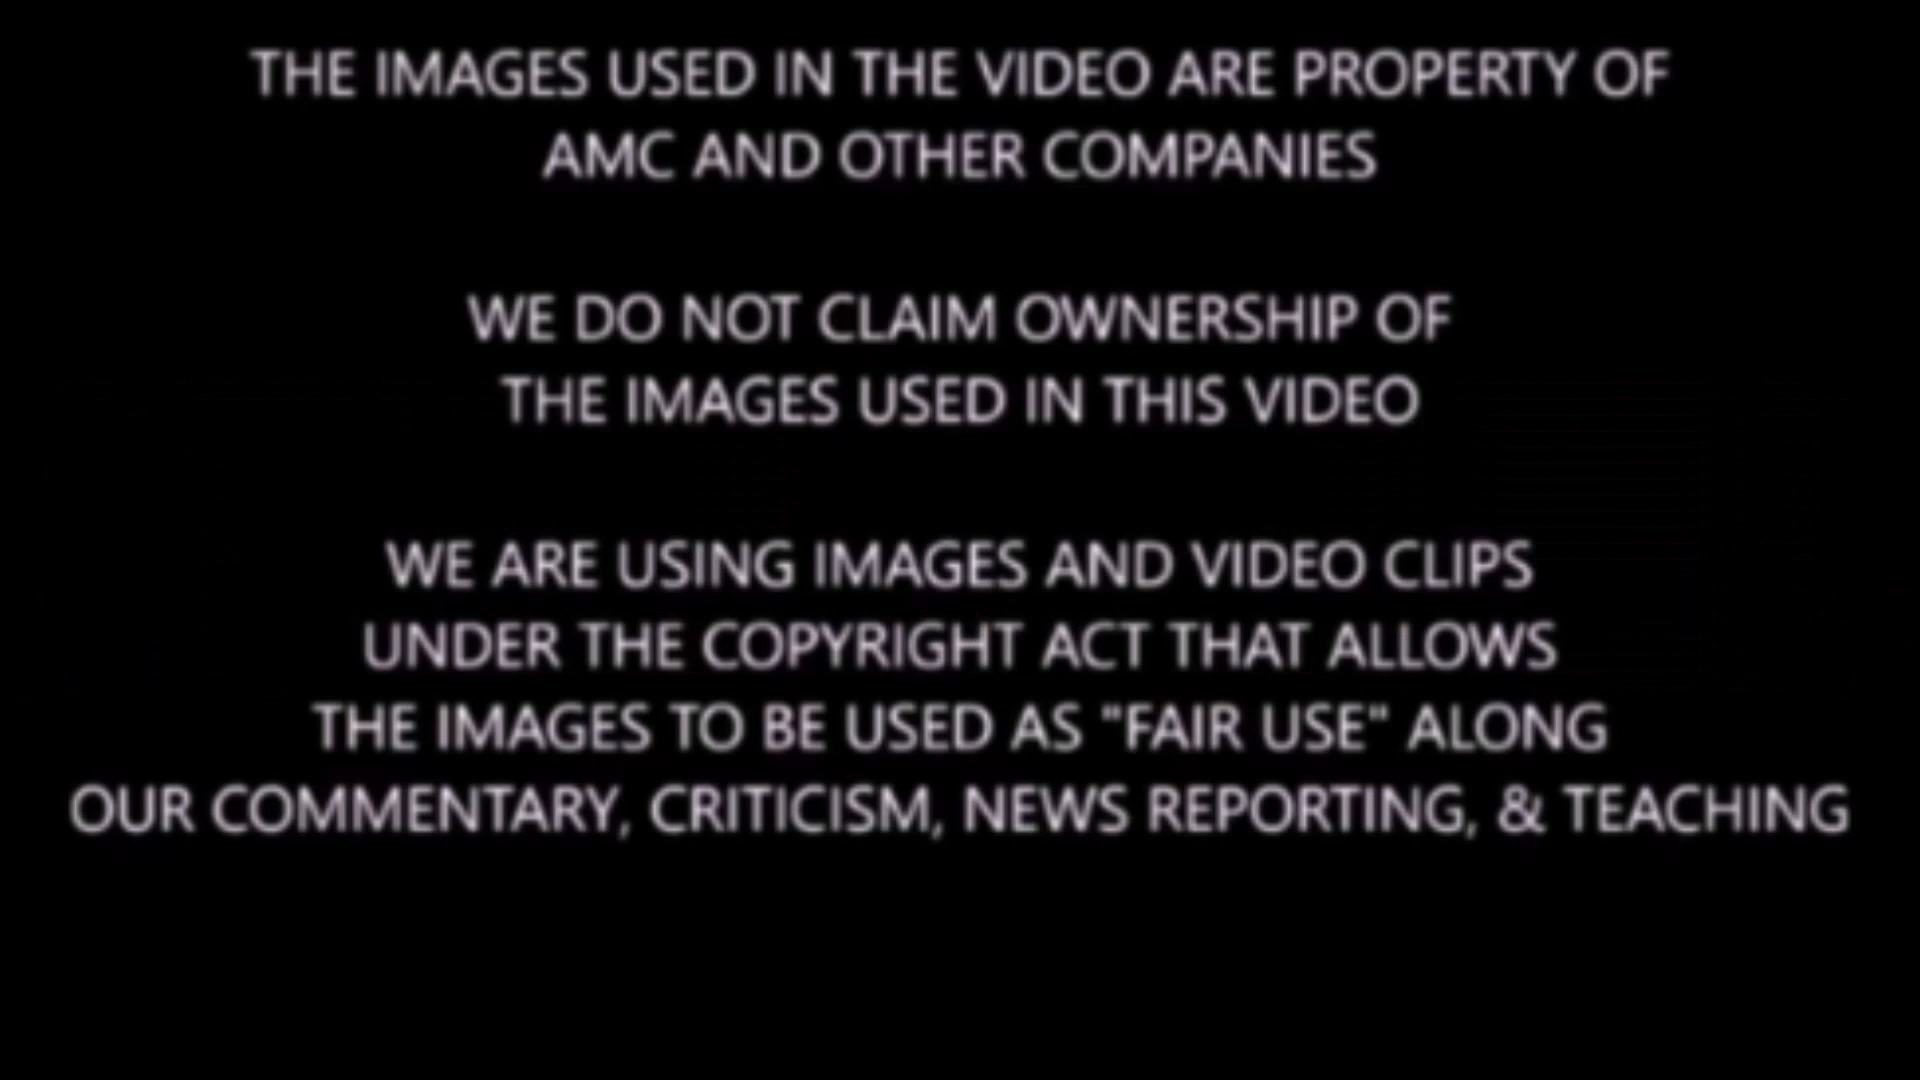 THE IMAGES USED IN THE VIDEO ARE PROPERTY OF
AMC AND OTHER COMPANIES
WE DO NOT CLAIM OWNERSHIP OF
THE IMAGES USED IN THIS VIDEO
WE ARE USING IMAGES AND VIDEO CLIPS
UNDER THE COPYRIGHT ACT THAT ALLOWS
THE IMAGES TO BE USED AS "FAIR USE" ALONG
OUR COMMENTARY, CRITICISM, NEWS REPORTING, & TEACHING